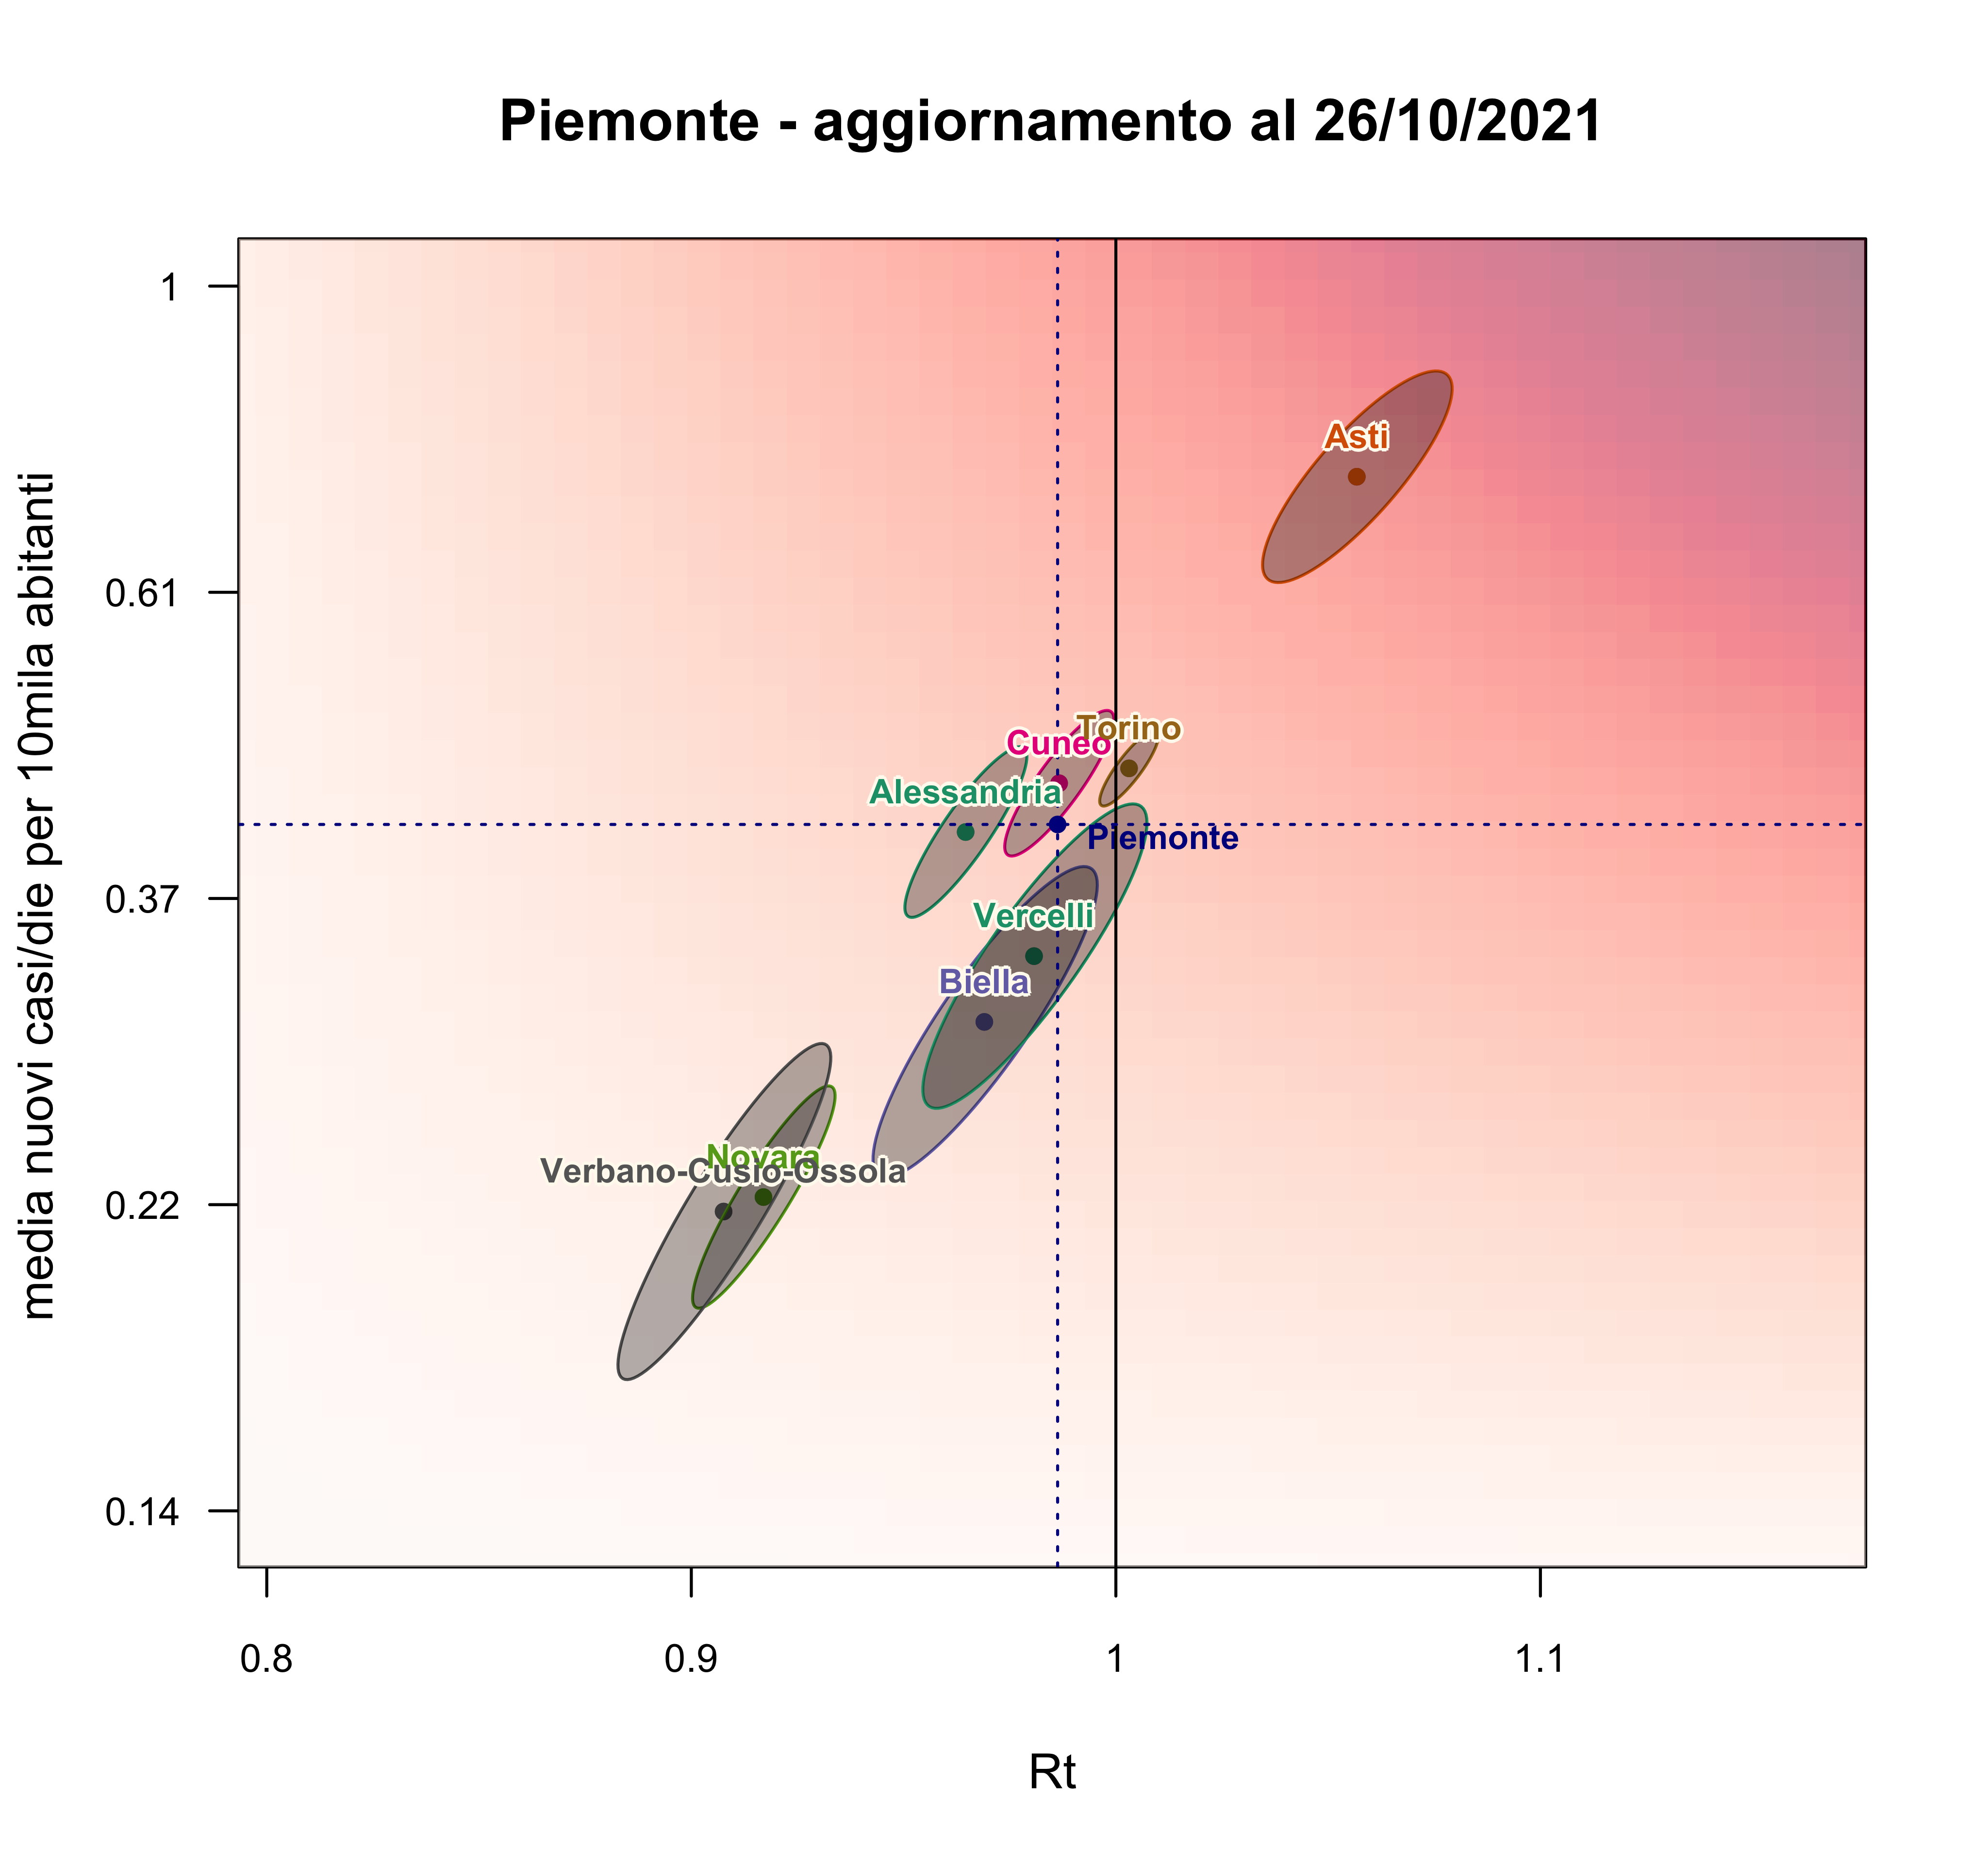 Piemonte - aggiornamento al 26/10/2021
media nuovi casi/die per 10mila abitanti
1
0.61
0.37
0.22
0.14
Asti
Torino
Cuneo
Alessandria
Piemonte
Vercelli
Biella
Novara
Verbano-Cusio-Ossola
0.8
0.9
1
1.1
Rt